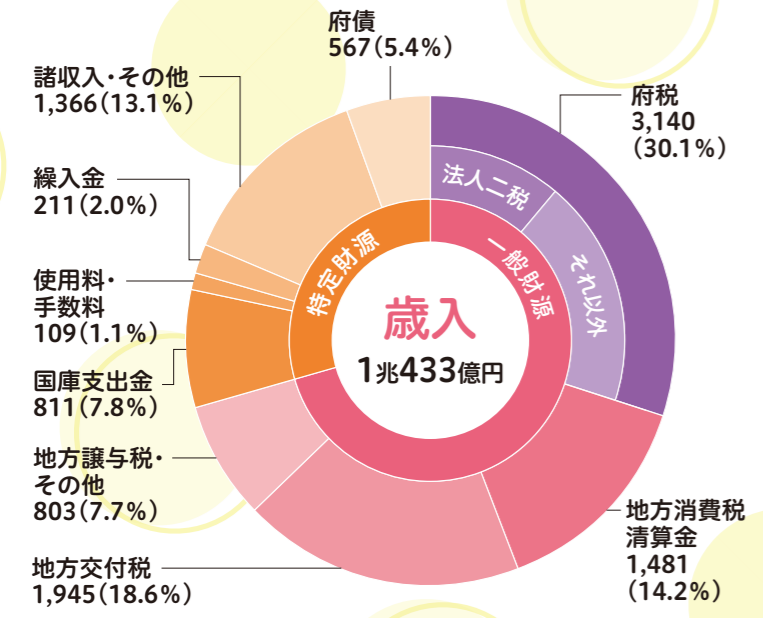 歳入
1兆433億円
一般財源
特定財源
法人二税
それ以外
府税
3,140
(30.1%)
地方消費税
清算金
1,481
(14.2%)
地方交付税
1,945(18.6%)
地方譲与税・
その他
803(7.7%)
国庫支出金
811(7.8%)
使用料・
手数料
109(1.1%)
繰入金
211(2.0%)
諸収入・その他
1,366(13.1%)
府債
567(5.4%)